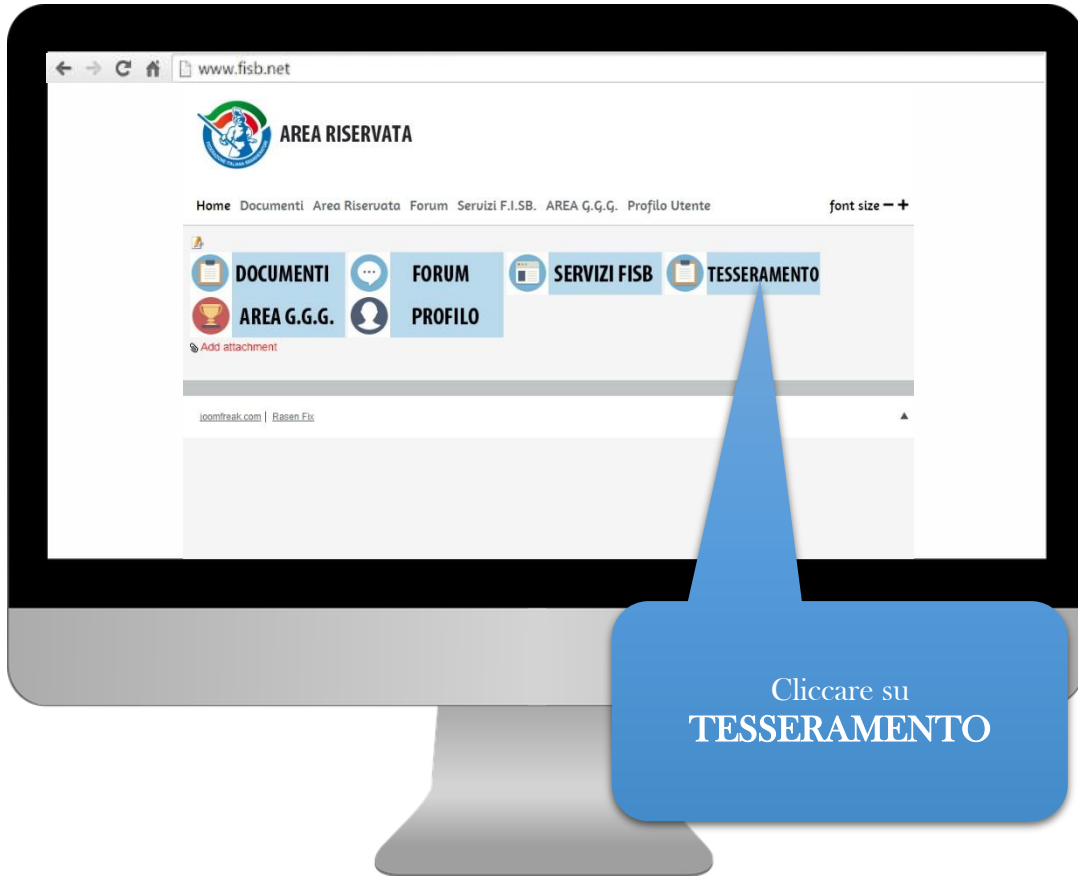 www.fisb.net
AREA RISERVATA
Home Documenti Area Riservata Forum Servizi F.I.SB. AREA G.G.G. Profilo Utente font size
DOCUMENTI FORUM SERVIZI FISB TESSERAMENTO
AREA G.G.G. PROFILO
Add attachment
joomfreak.com | Rasen Fix
Cliccare su
TESSERAMENTO